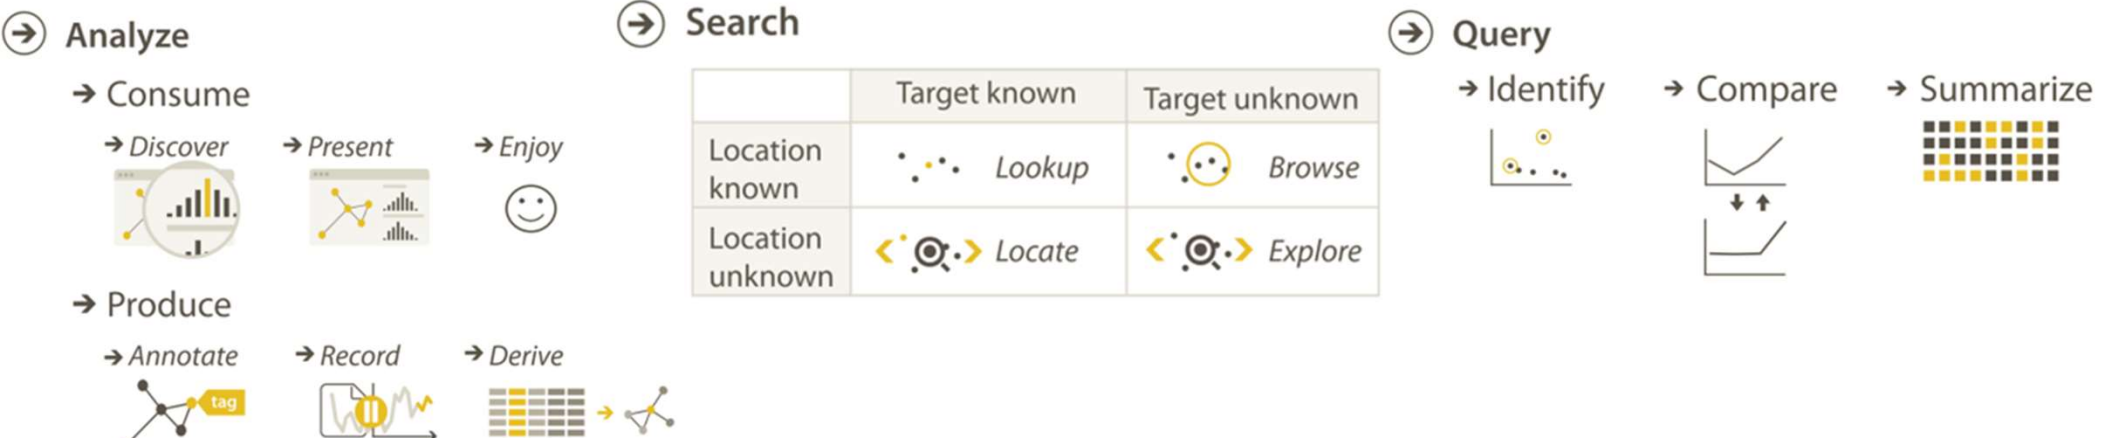 Analyze
Consume
Discover
Present
Enjoy
Produce
Annotate
Record
Derive
tag
Search
Target known
Target unknown
Location
known
Lookup
Browse
Location
unknown
Locate
Explore
Query
Identify
Compare
Summarize